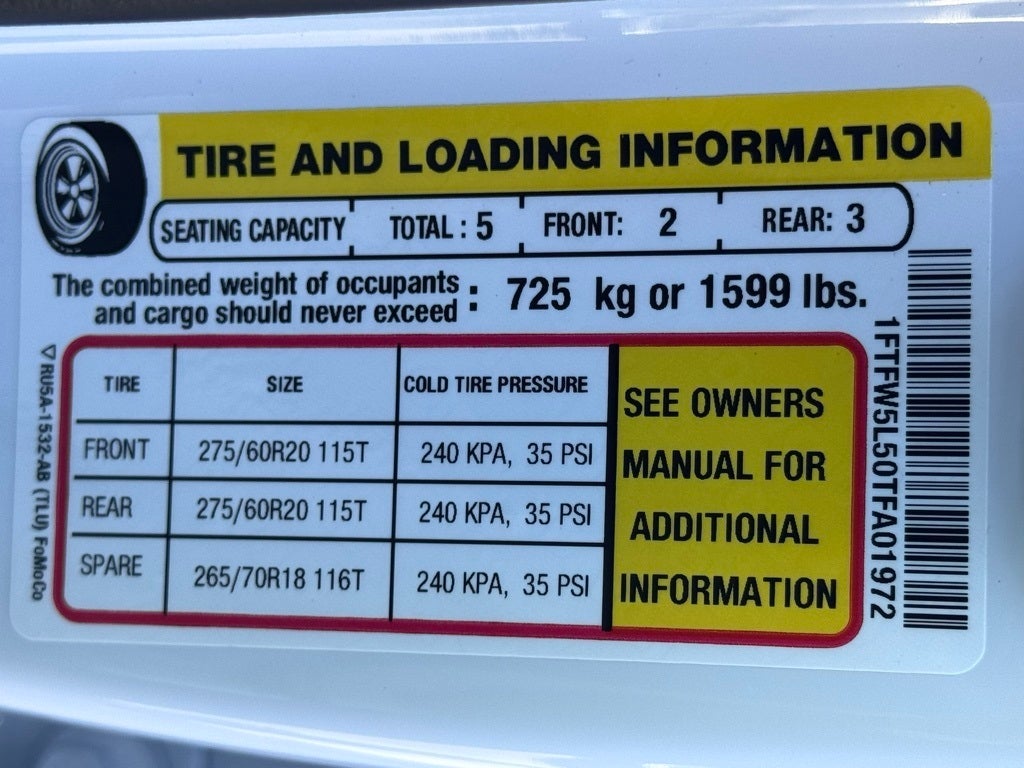 TIRE AND LOADING INFORMATION
SEATING CAPACITY TOTAL : 5 FRONT: 2 REAR: 3
The combined weight of occupants
and cargo should never exceed : 725 kg or 1599 lbs.
TIRE SIZE COLD TIRE PRESSURE
FRONT 275/60R20 115T 240 KPA, 35 PSI
REAR 275/60R20 115T 240 KPA, 35 PSI
SPARE 265/70R18 116T 240 KPA, 35 PSI
SEE OWNERS
MANUAL FOR
ADDITIONAL
INFORMATION
1FTFW5L50TFA01972
RU5A-1532-AB (TLU) FoMoCo